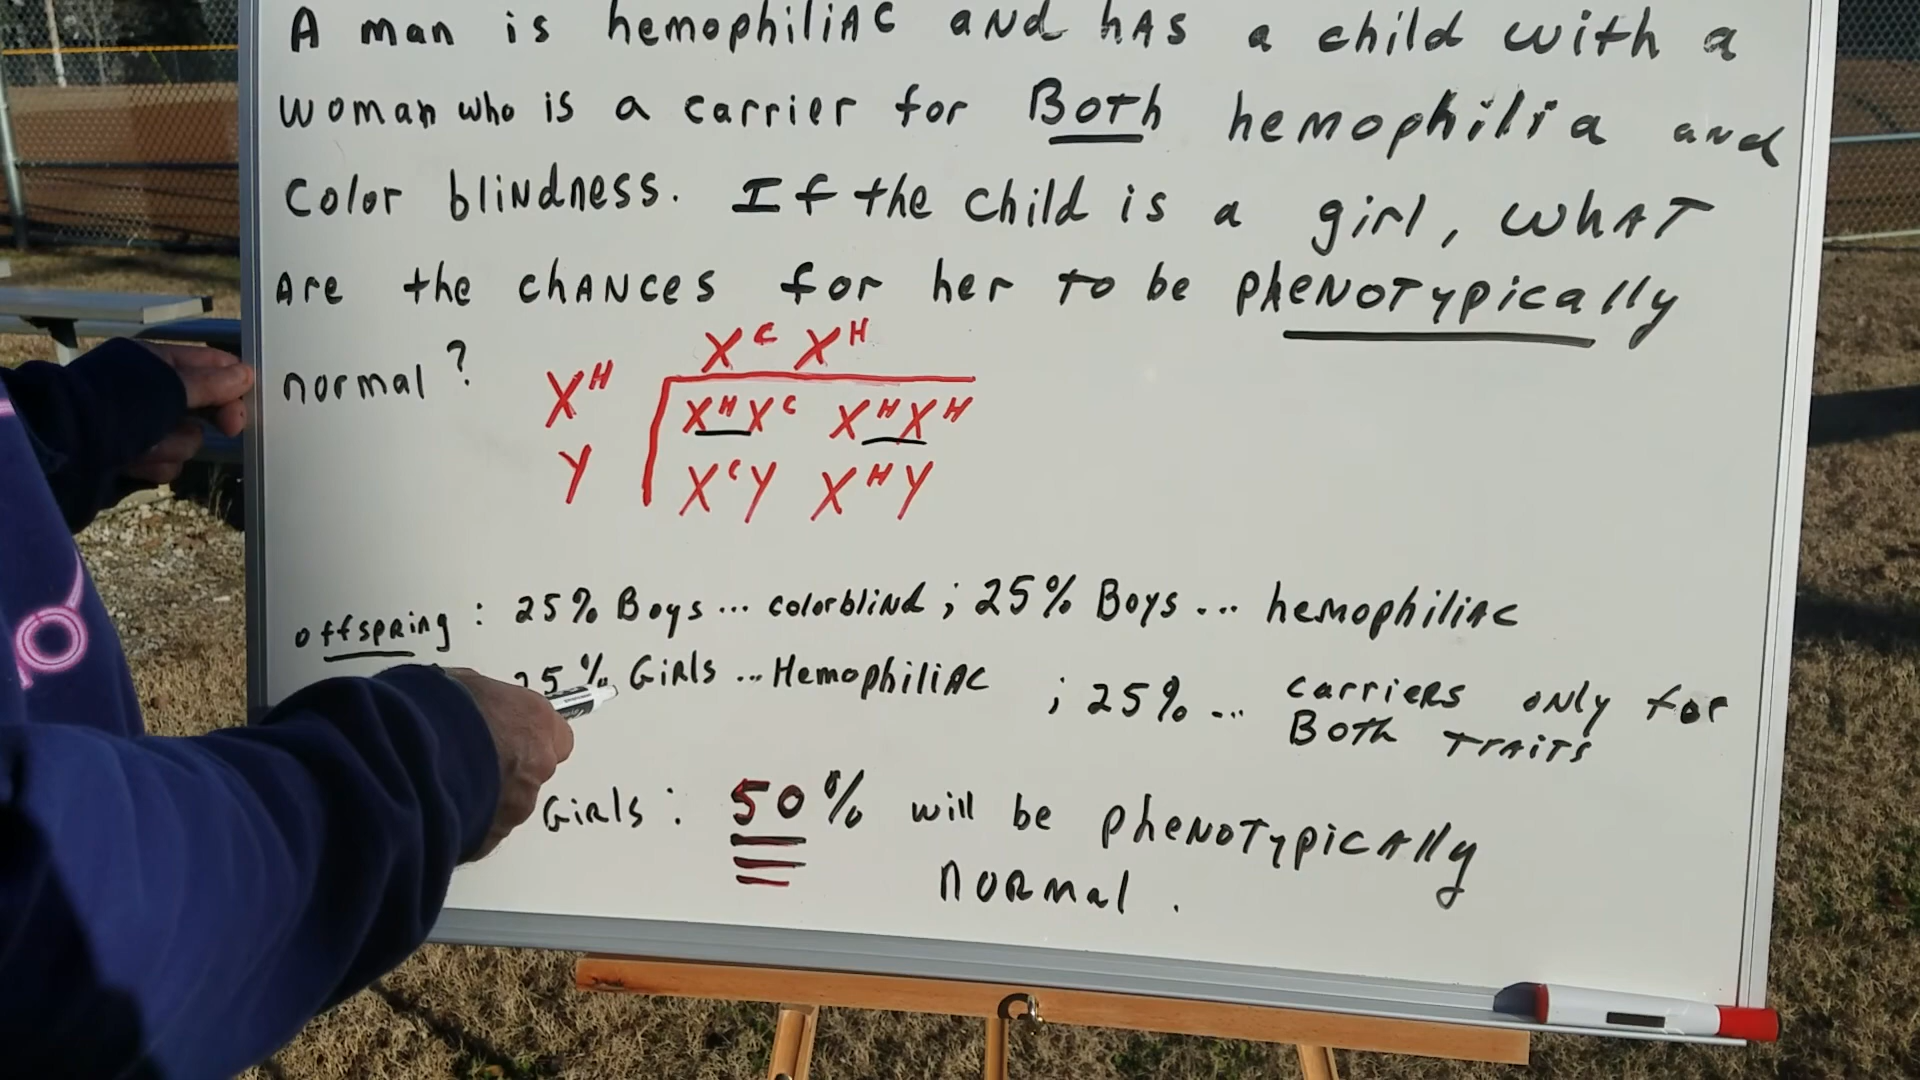 A man is hemophiliac and has a child with a
woman who is a carrier for Both hemophilia and
Color blindness. If the child is a girl, what
Are the chances for her to be phenotypically
normal?
X^C X^H
X^H X^H X^C X^H X^H
Y X^C Y X^H Y
offspring: 25% Boys... colorblind; 25% Boys... hemophiliac
25% Girls... Hemophiliac ; 25%... carriers only for
Both traits
Girls: 50% will be phenotypically
normal.